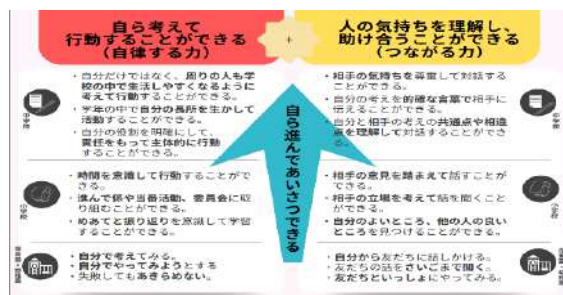 自ら考えて
行動することができる
(自律する力)
+
人の気持ちを理解し、
助け合うことができる
(つながる力)
・自分だけではなく、周りの人も学
校の中で生活しやすくなるように
考えて行動することができる。
・学年の中で自分の長所を生かして
活動することができる。
・自分の役割を明確にして、
責任をもって主体的に行動
することができる。
・相手の気持ちを尊重して対話する
ことができる。
・自分の考えを的確な言葉で相手に
伝えることができる。
・自分と相手の考えの共通点や相違
点を理解して対話することができ
る。
自ら進んであいさつできる
・時間を意識して行動することがで
きる。
・進んで係や当番活動、委員会に取
り組むことができる。
・めあてと振り返りを意識して学習
することができる。
・相手の意見を踏まえて話すことが
できる。
・相手の立場を考えて話を聞くこと
ができる。
・自分のよいところ、他の人の良い
ところを見つけることができる。
・自分で考えてみる。
・自分でやってみようとする
・失敗してもあきらめない。
・自分から友だちに話しかける。
・友だちの話をさいごまで聞く。
・友だちといっしょにやってみる。